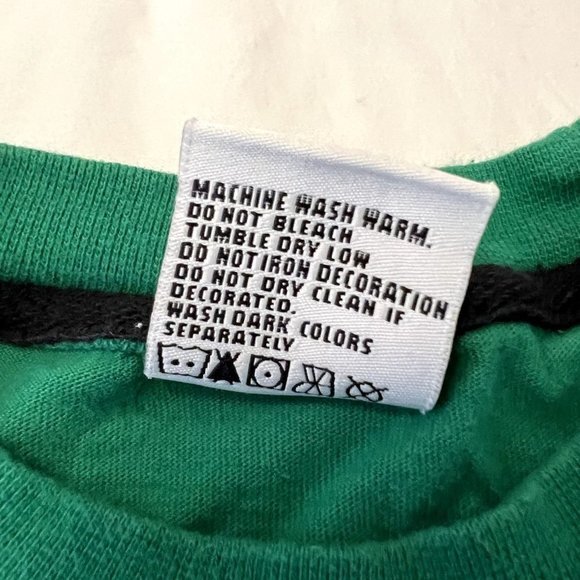 MACHINE WASH WARM.
DO NOT BLEACH
TUMBLE DRY LOW
DO NOT IRON DECORATION
DO NOT DRY CLEAN IF
DECORATED.
WASH DARK COLORS
SEPARATELY